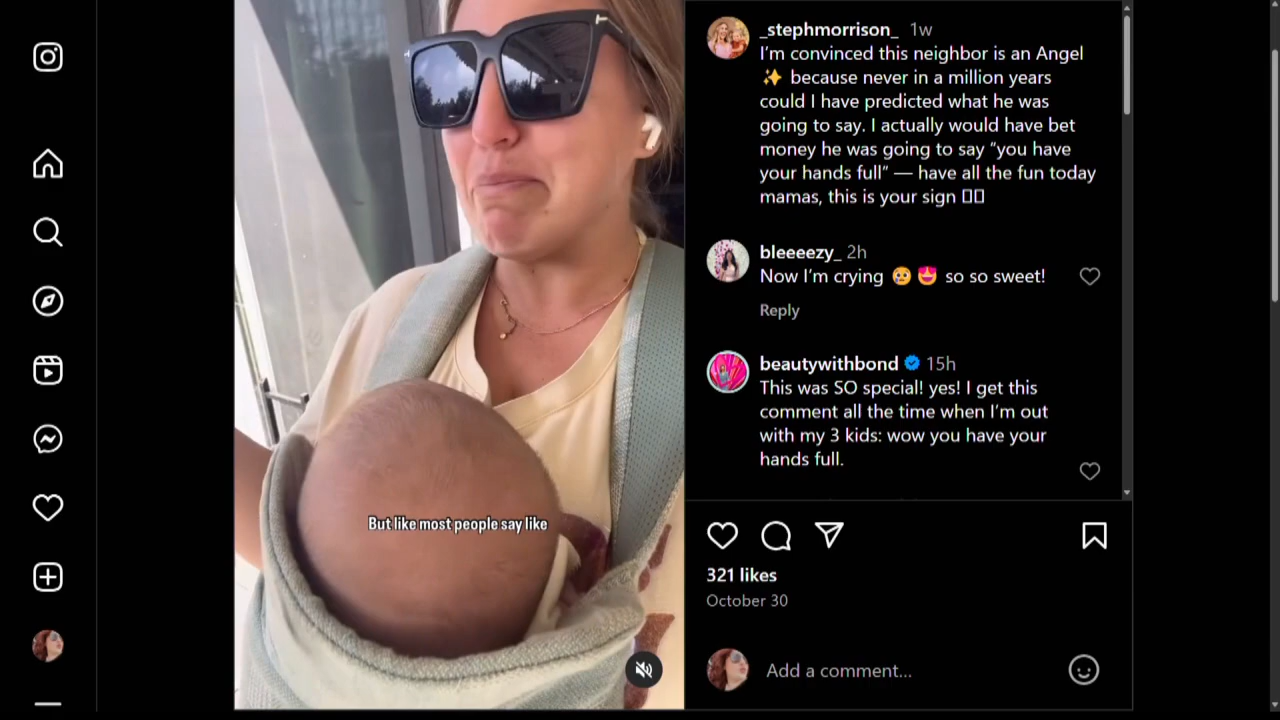 _stephmorrison_ 1w
I'm convinced this neighbor is an Angel
✨ because never in a million years
could I have predicted what he was
going to say. I actually would have bet
money he was going to say “you have
your hands full” — have all the fun today
mamas, this is your sign 
bleeeezy_ 2h
Now I'm crying 😢😍 so so sweet!
Reply
beautywithbond 15h
This was SO special! yes! I get this
comment all the time when I'm out
with my 3 kids: wow you have your
hands full.
But like most people say like
321 likes
October 30
Add a comment...